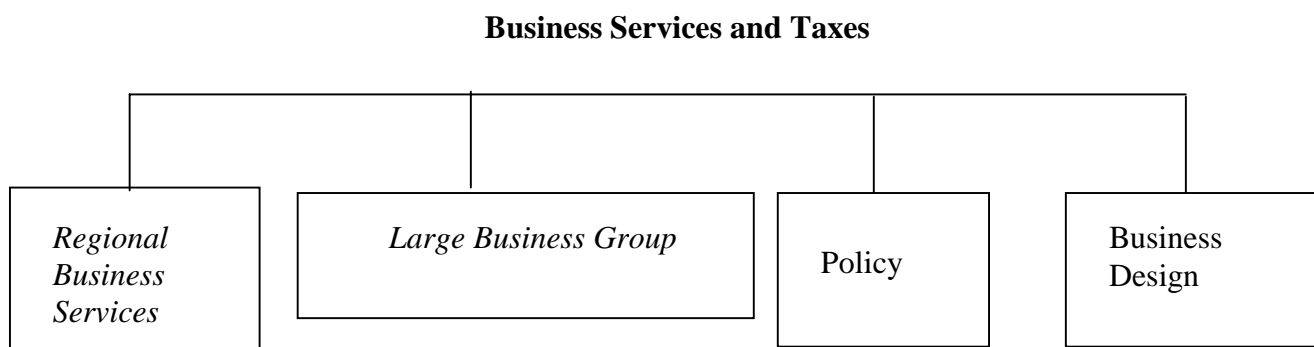 Business Services and Taxes
Regional
Business
Services
Large Business Group
Policy
Business
Design